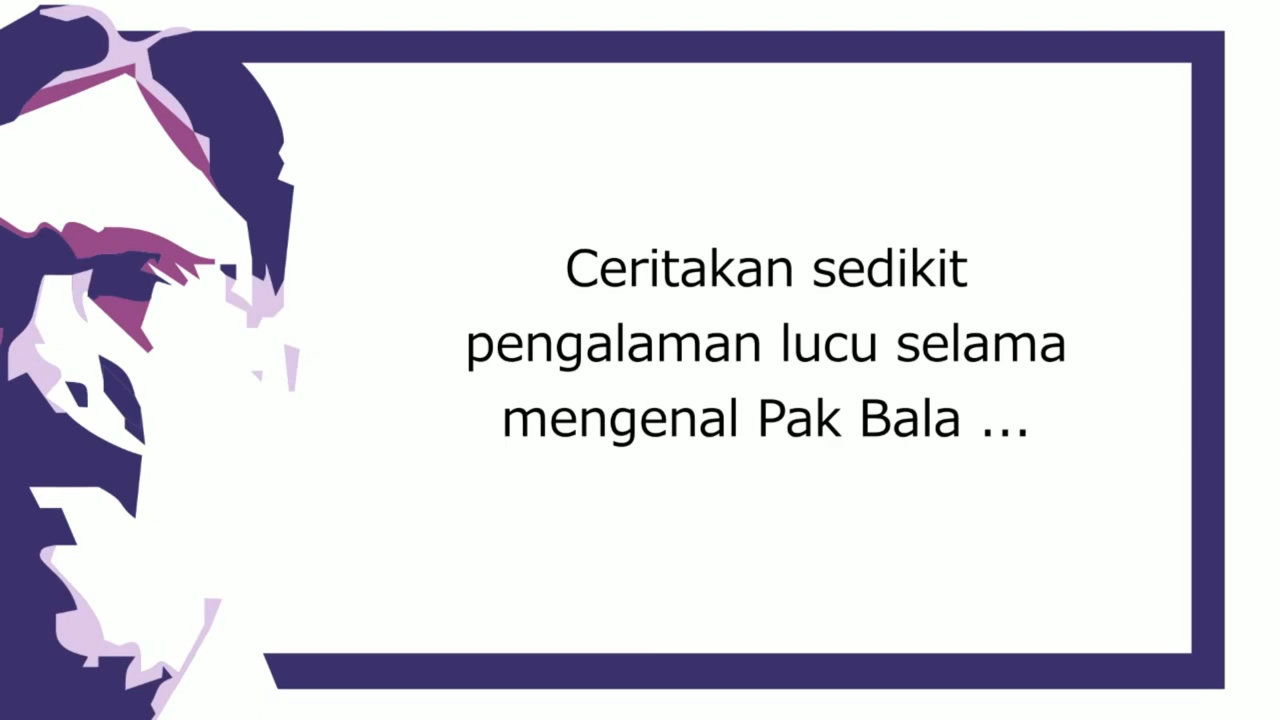 Ceritakan sedikit
pengalaman lucu selama
mengenal Pak Bala ...